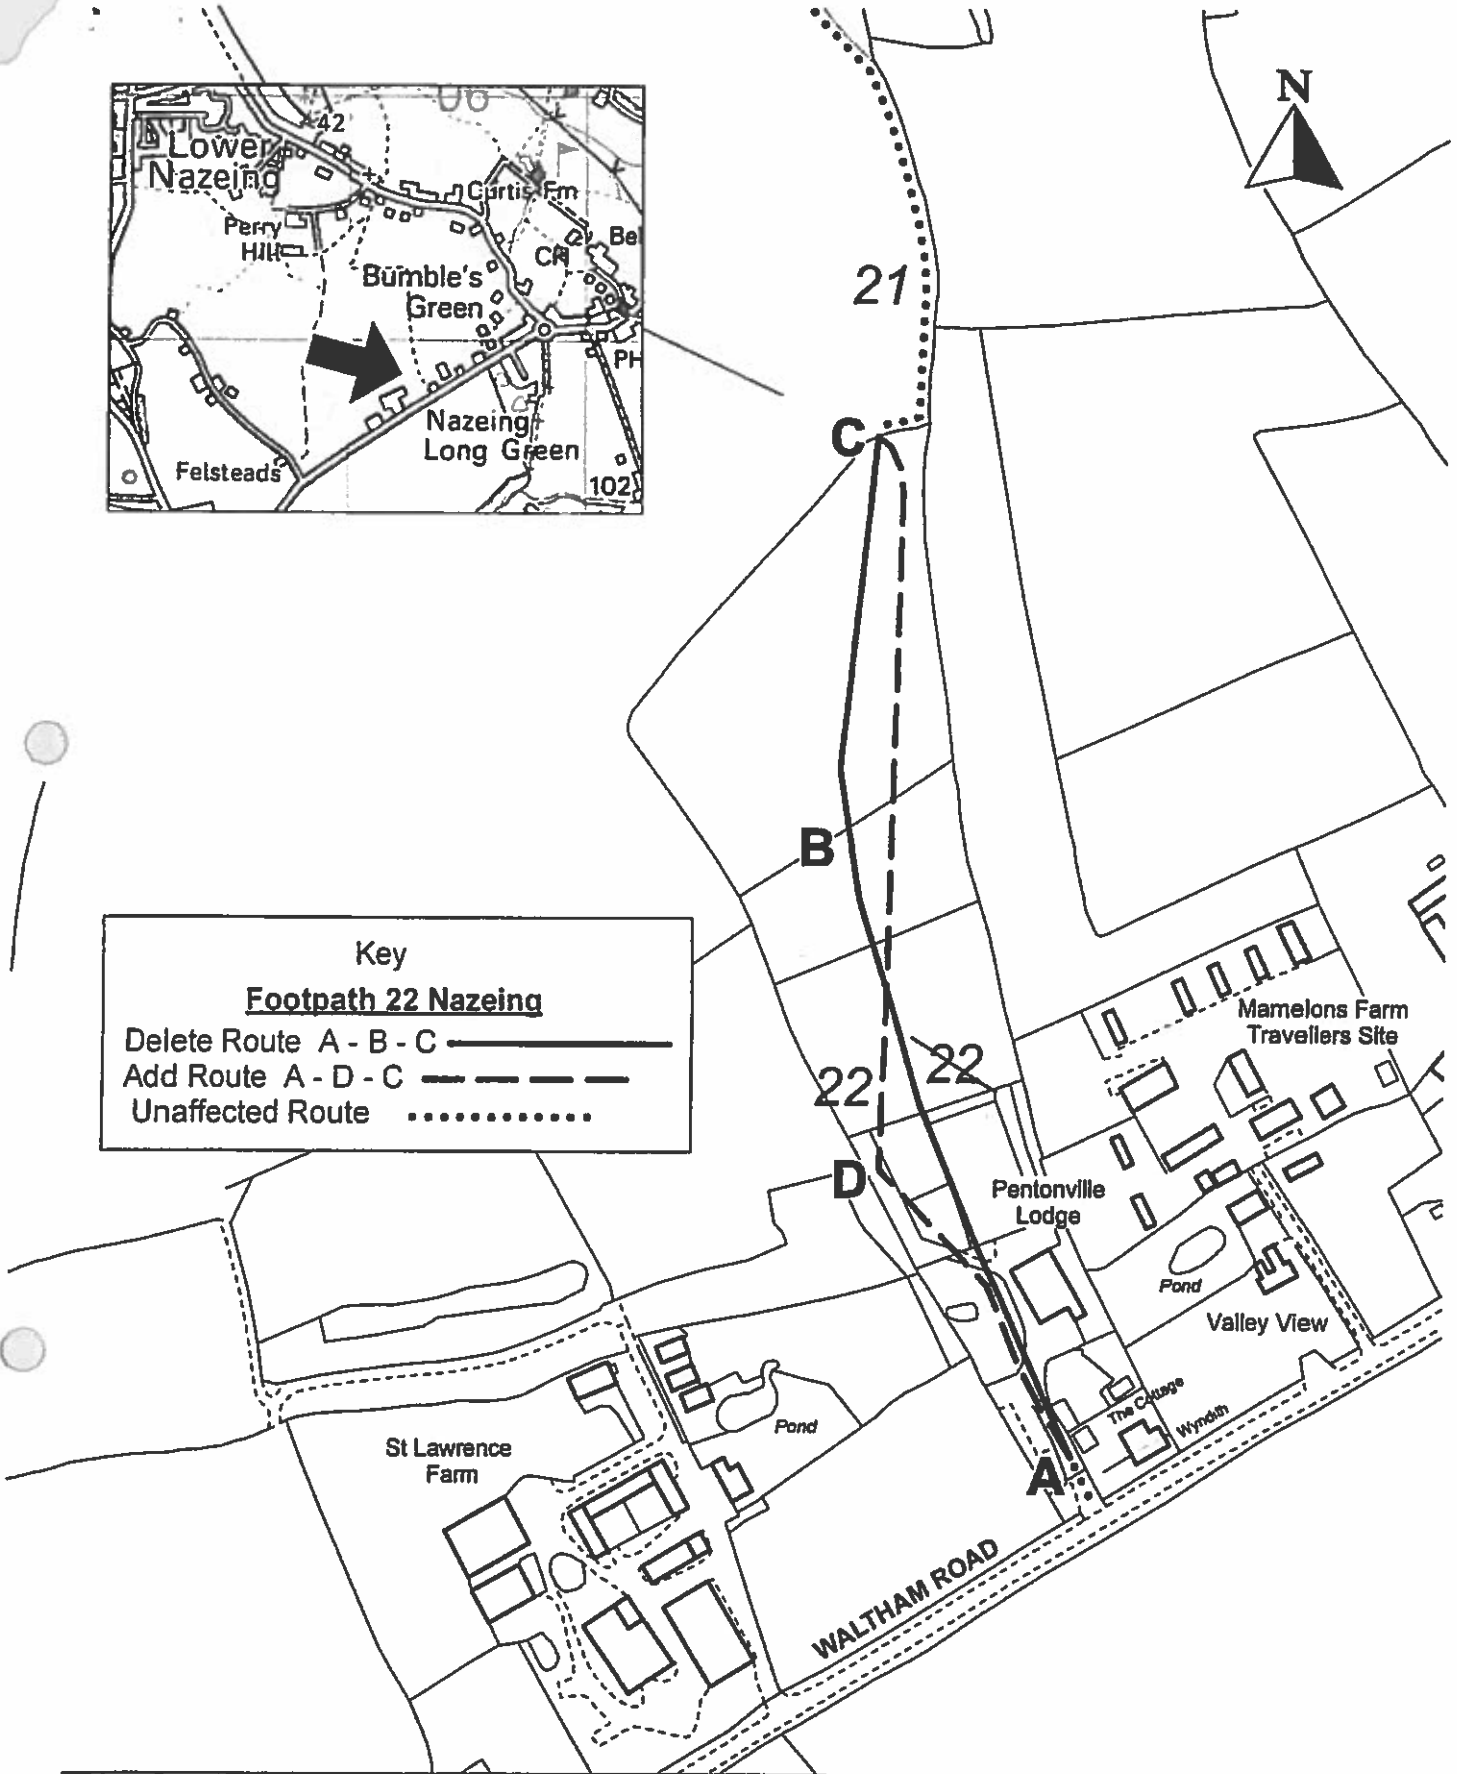 N
06
42
Lower
Nazeing
Curtis Fm
Perry
Hill
CH
Bel
Bumble's
Green
PH
Nazeing
Long Green
Felsteads
102
21
C
B
Key
Footpath 22 Nazeing
Delete Route A - B - C
Add Route A - D - C
Unaffected Route
Mamelons Farm
Travellers Site
22
22
D
Pentonville
Lodge
Pond
Valley View
The Cottage
Wyndith
Pond
St Lawrence
Farm
A
WALTHAM ROAD